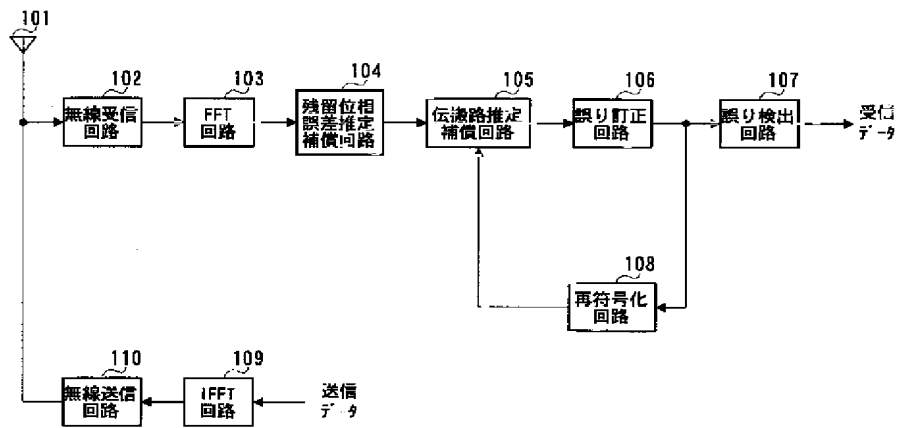 101
102
無線受信
回路
103
FFT
回路
104
残留位相
誤差推定
補償回路
105
伝搬路推定
補償回路
106
誤り訂正
回路
107
誤り検出
回路
受信
データ
108
再符号化
回路
110
無線送信
回路
109
IFFT
回路
送信
データ